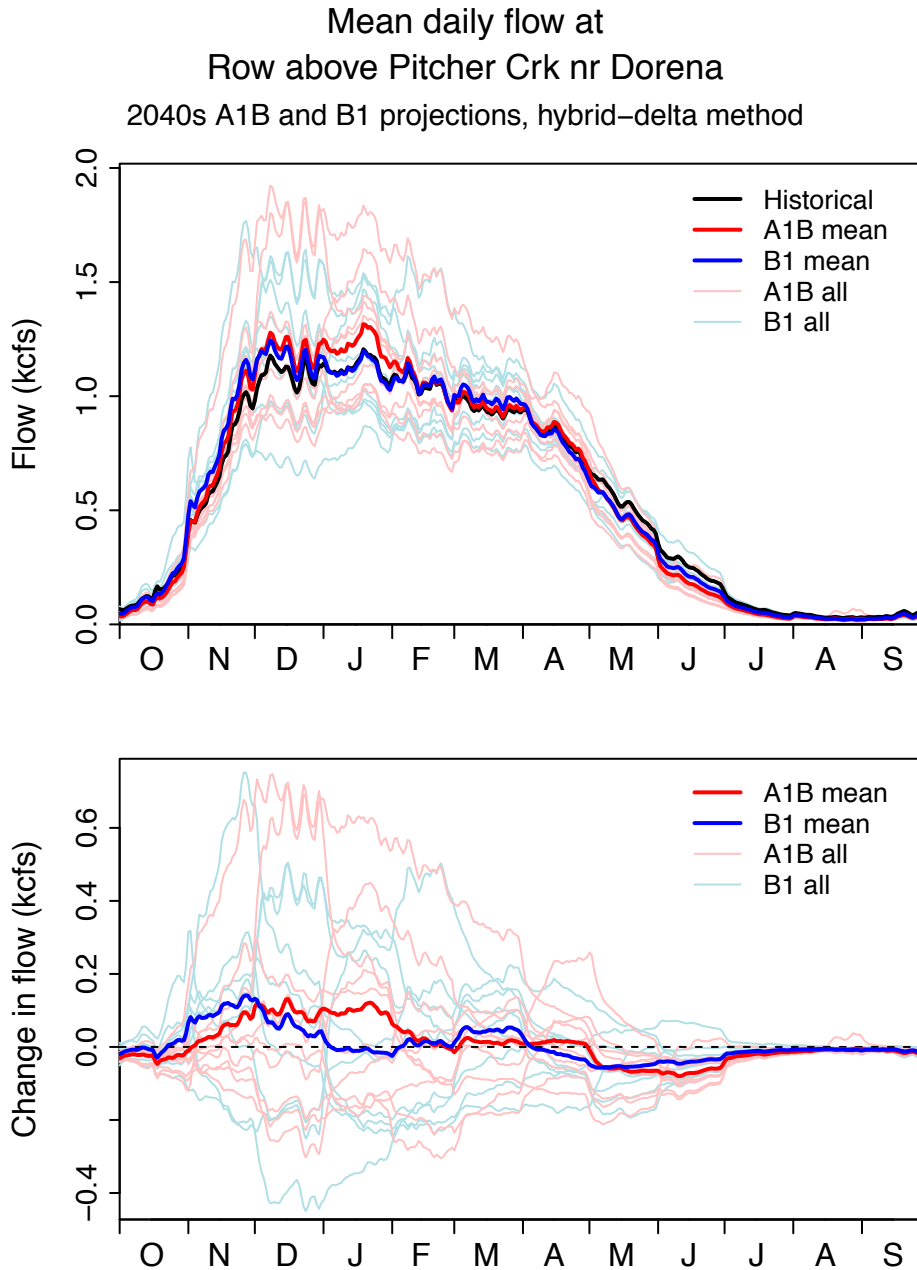 Mean daily flow at
Row above Pitcher Crk nr Dorena
2040s A1B and B1 projections, hybrid−delta method
Flow (kcfs)
2.0
1.5
1.0
0.5
0.0
Historical
A1B mean
B1 mean
A1B all
B1 all
O N D J F M A M J J A S
Change in flow (kcfs)
0.6
0.4
0.2
0.0
−0.4
A1B mean
B1 mean
A1B all
B1 all
O N D J F M A M J J A S